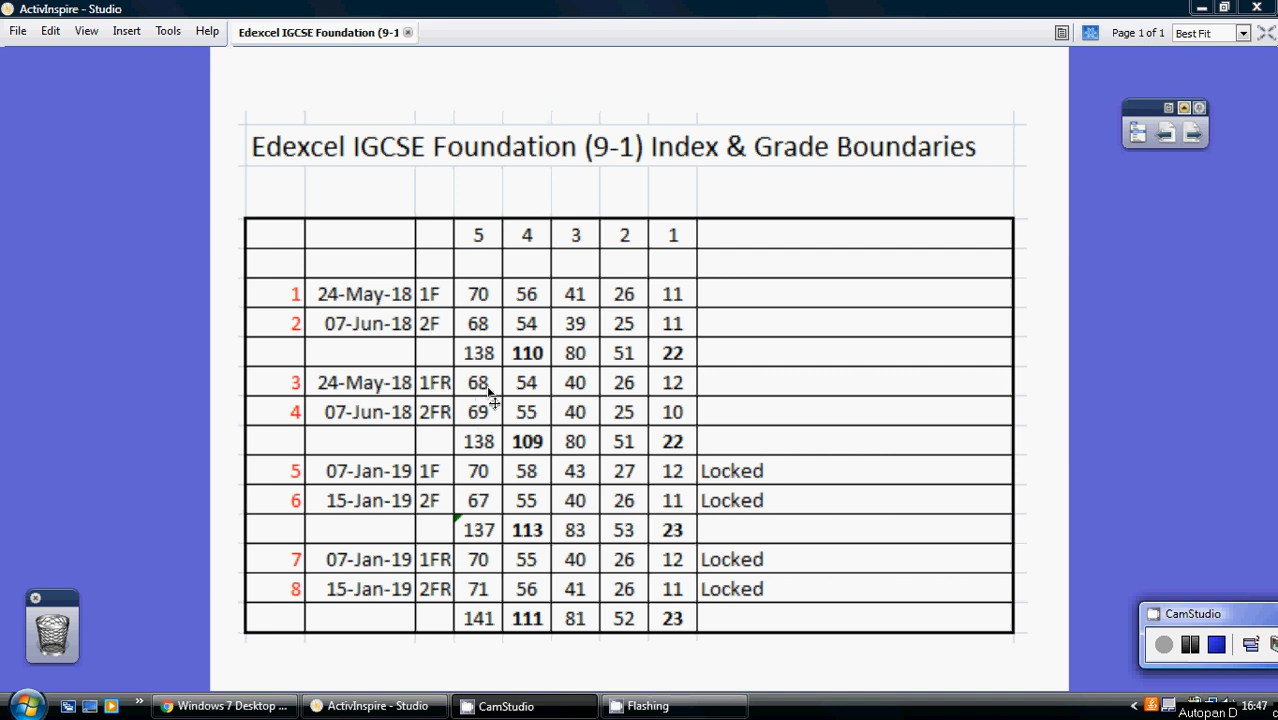 ActivInspire - Studio
File Edit View Insert Tools Help Edexcel IGCSE Foundation (9-1 Page 1 of 1 Best Fit
Edexcel IGCSE Foundation (9-1) Index & Grade Boundaries
5 4 3 2 1
1 24-May-18 1F 70 56 41 26 11
2 07-Jun-18 2F 68 54 39 25 11
138 110 80 51 22
3 24-May-18 1FR 68 54 40 26 12
4 07-Jun-18 2FR 69 55 40 25 10
138 109 80 51 22
5 07-Jan-19 1F 70 58 43 27 12 Locked
6 15-Jan-19 2F 67 55 40 26 11 Locked
137 113 83 53 23
7 07-Jan-19 1FR 70 55 40 26 12 Locked
8 15-Jan-19 2FR 71 56 41 26 11 Locked
141 111 81 52 23
CamStudio
Windows 7 Desktop ... ActivInspire - Studio CamStudio Flashing 16:47
Autopan D